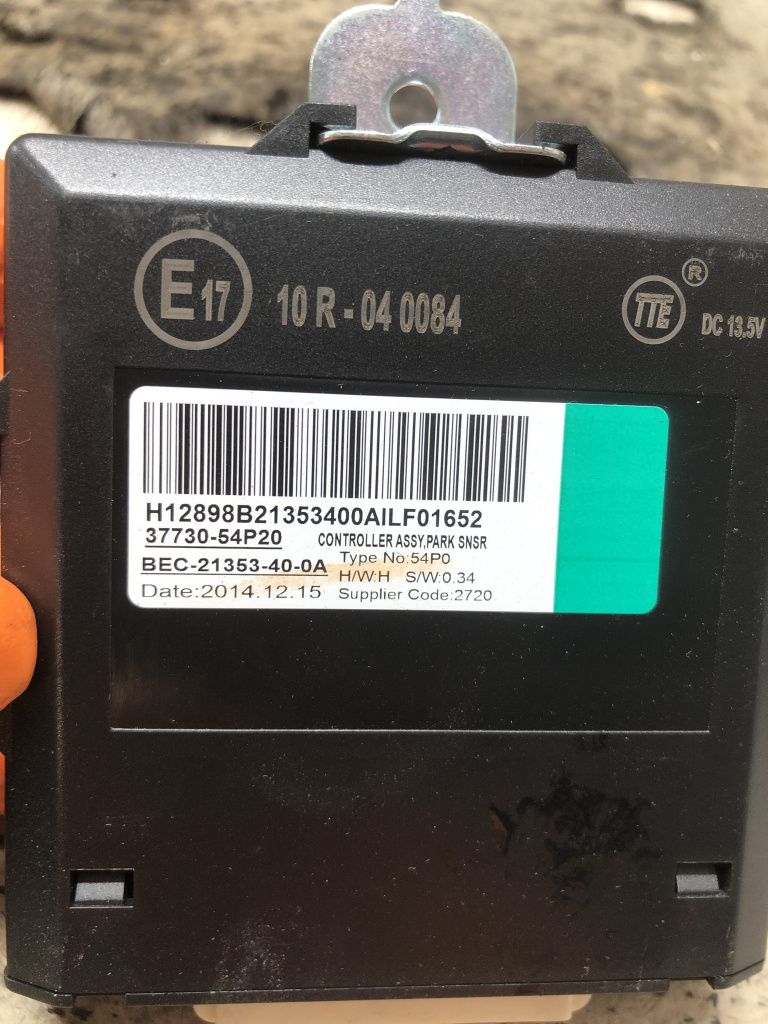 E17 10 R - 04 0084
TTE ® DC 13.5V
H12898B21353400AILF01652
37730-54P20 CONTROLLER ASSY,PARK SNSR
Type No:54P0
BEC-21353-40-0A H/W:H S/W:0.34
Date:2014.12.15 Supplier Code:2720